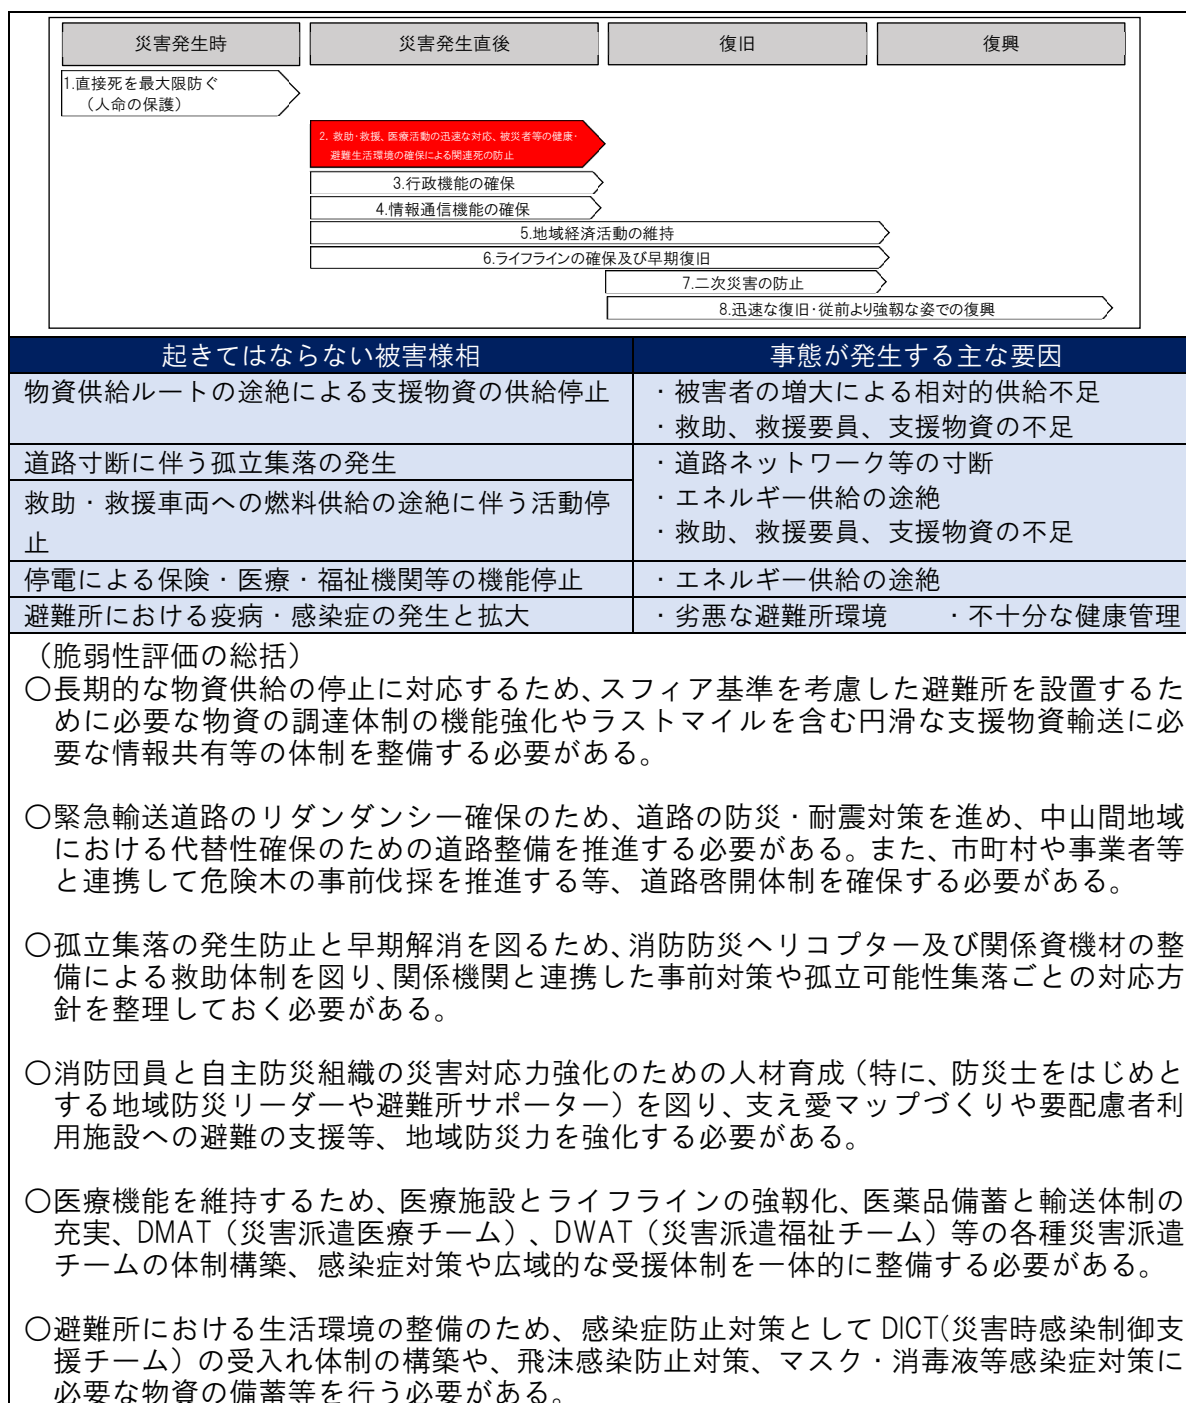 災害発生時
災害発生直後
復旧
復興
1.直接死を最大限防ぐ
（人命の保護）
2. 救助・救援、医療活動の迅速な対応、被災者等の健康・
避難生活環境の確保による関連死の防止
3.行政機能の確保
4.情報通信機能の確保
5.地域経済活動の維持
6.ライフラインの確保及び早期復旧
7.二次災害の防止
8.迅速な復旧・従前より強靱な姿での復興
起きてはならない被害様相
事態が発生する主な要因
物資供給ルートの途絶による支援物資の供給停止
・被害者の増大による相対的供給不足
・救助、救援要員、支援物資の不足
道路寸断に伴う孤立集落の発生
・道路ネットワーク等の寸断
救助・救援車両への燃料供給の途絶に伴う活動停
止
・エネルギー供給の途絶
・救助、救援要員、支援物資の不足
停電による保険・医療・福祉機関等の機能停止
・エネルギー供給の途絶
避難所における疫病・感染症の発生と拡大
・劣悪な避難所環境　　・不十分な健康管理
（脆弱性評価の総括）
○長期的な物資供給の停止に対応するため、スフィア基準を考慮した避難所を設置するた
めに必要な物資の調達体制の機能強化やラストマイルを含む円滑な支援物資輸送に必
要な情報共有等の体制を整備する必要がある。
○緊急輸送道路のリダンダンシー確保のため、道路の防災・耐震対策を進め、中山間地域
における代替性確保のための道路整備を推進する必要がある。また、市町村や事業者等
と連携して危険木の事前伐採を推進する等、道路啓開体制を確保する必要がある。
○孤立集落の発生防止と早期解消を図るため、消防防災ヘリコプター及び関係資機材の整
備による救助体制を図り、関係機関と連携した事前対策や孤立可能性集落ごとの対応方
針を整理しておく必要がある。
○消防団員と自主防災組織の災害対応力強化のための人材育成（特に、防災士をはじめと
する地域防災リーダーや避難所サポーター）を図り、支え愛マップづくりや要配慮者利
用施設への避難の支援等、地域防災力を強化する必要がある。
○医療機能を維持するため、医療施設とライフラインの強靱化、医薬品備蓄と輸送体制の
充実、DMAT（災害派遣医療チーム）、DWAT（災害派遣福祉チーム）等の各種災害派遣
チームの体制構築、感染症対策や広域的な受援体制を一体的に整備する必要がある。
○避難所における生活環境の整備のため、感染症防止対策として DICT(災害時感染制御支
援チーム）の受入れ体制の構築や、飛沫感染防止対策、マスク・消毒液等感染症対策に
必要な物資の備蓄等を行う必要がある。